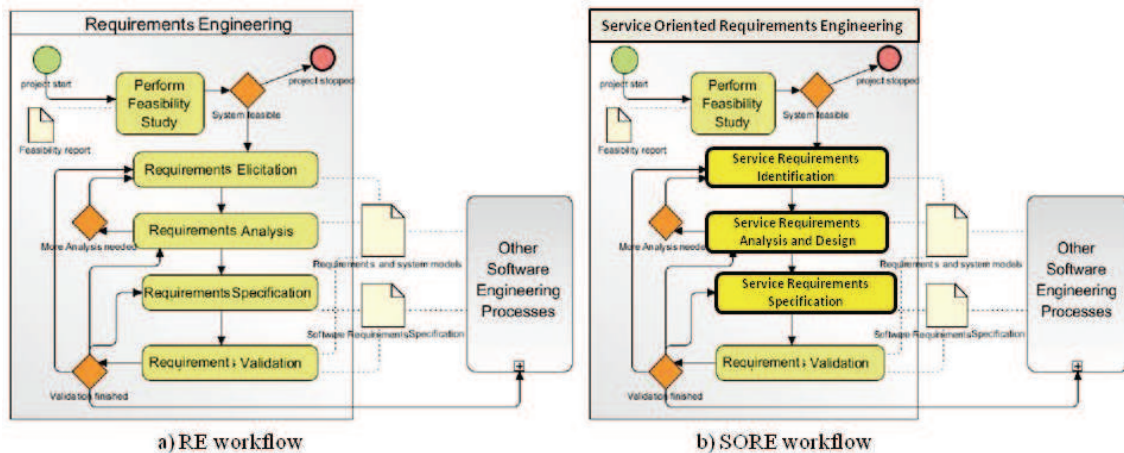 Requirements Engineering
project start
Perform
Feasibility
Study
project stopped
System feasible
Feasibility report
Requirements Elicitation
Requirements Analysis
More Analysis needed
Requirements and system models
Requirements Specification
Software Requirements Specification
Requirements Validation
Validation finished
Other
Software
Engineering
Processes
a) RE workflow
Service Oriented Requirements Engineering
project start
Perform
Feasibility
Study
project stopped
System feasible
Feasibility report
Service Requirements
Identification
Service Requirements
Analysis and Design
More Analysis needed
Requirements and system models
Service Requirements
Specification
Software Requirements Specification
Requirements Validation
Validation finished
Other
Software
Engineering
Processes
b) SORE workflow